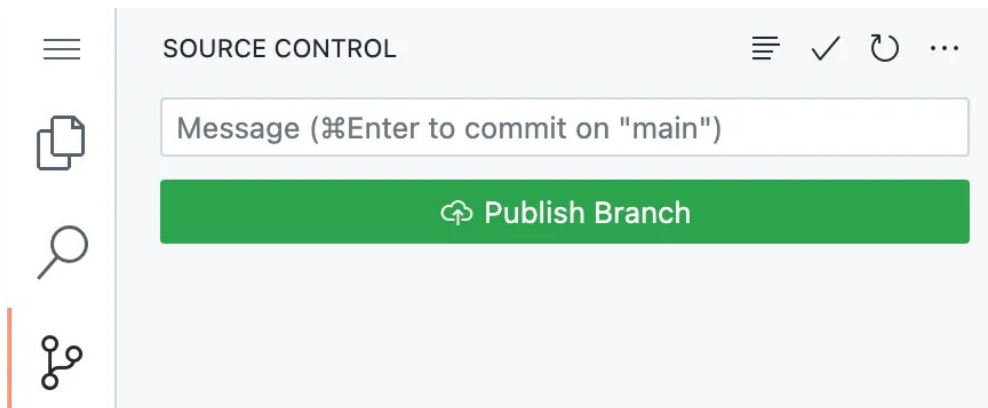 SOURCE CONTROL
Message (⌘Enter to commit on "main")
Publish Branch